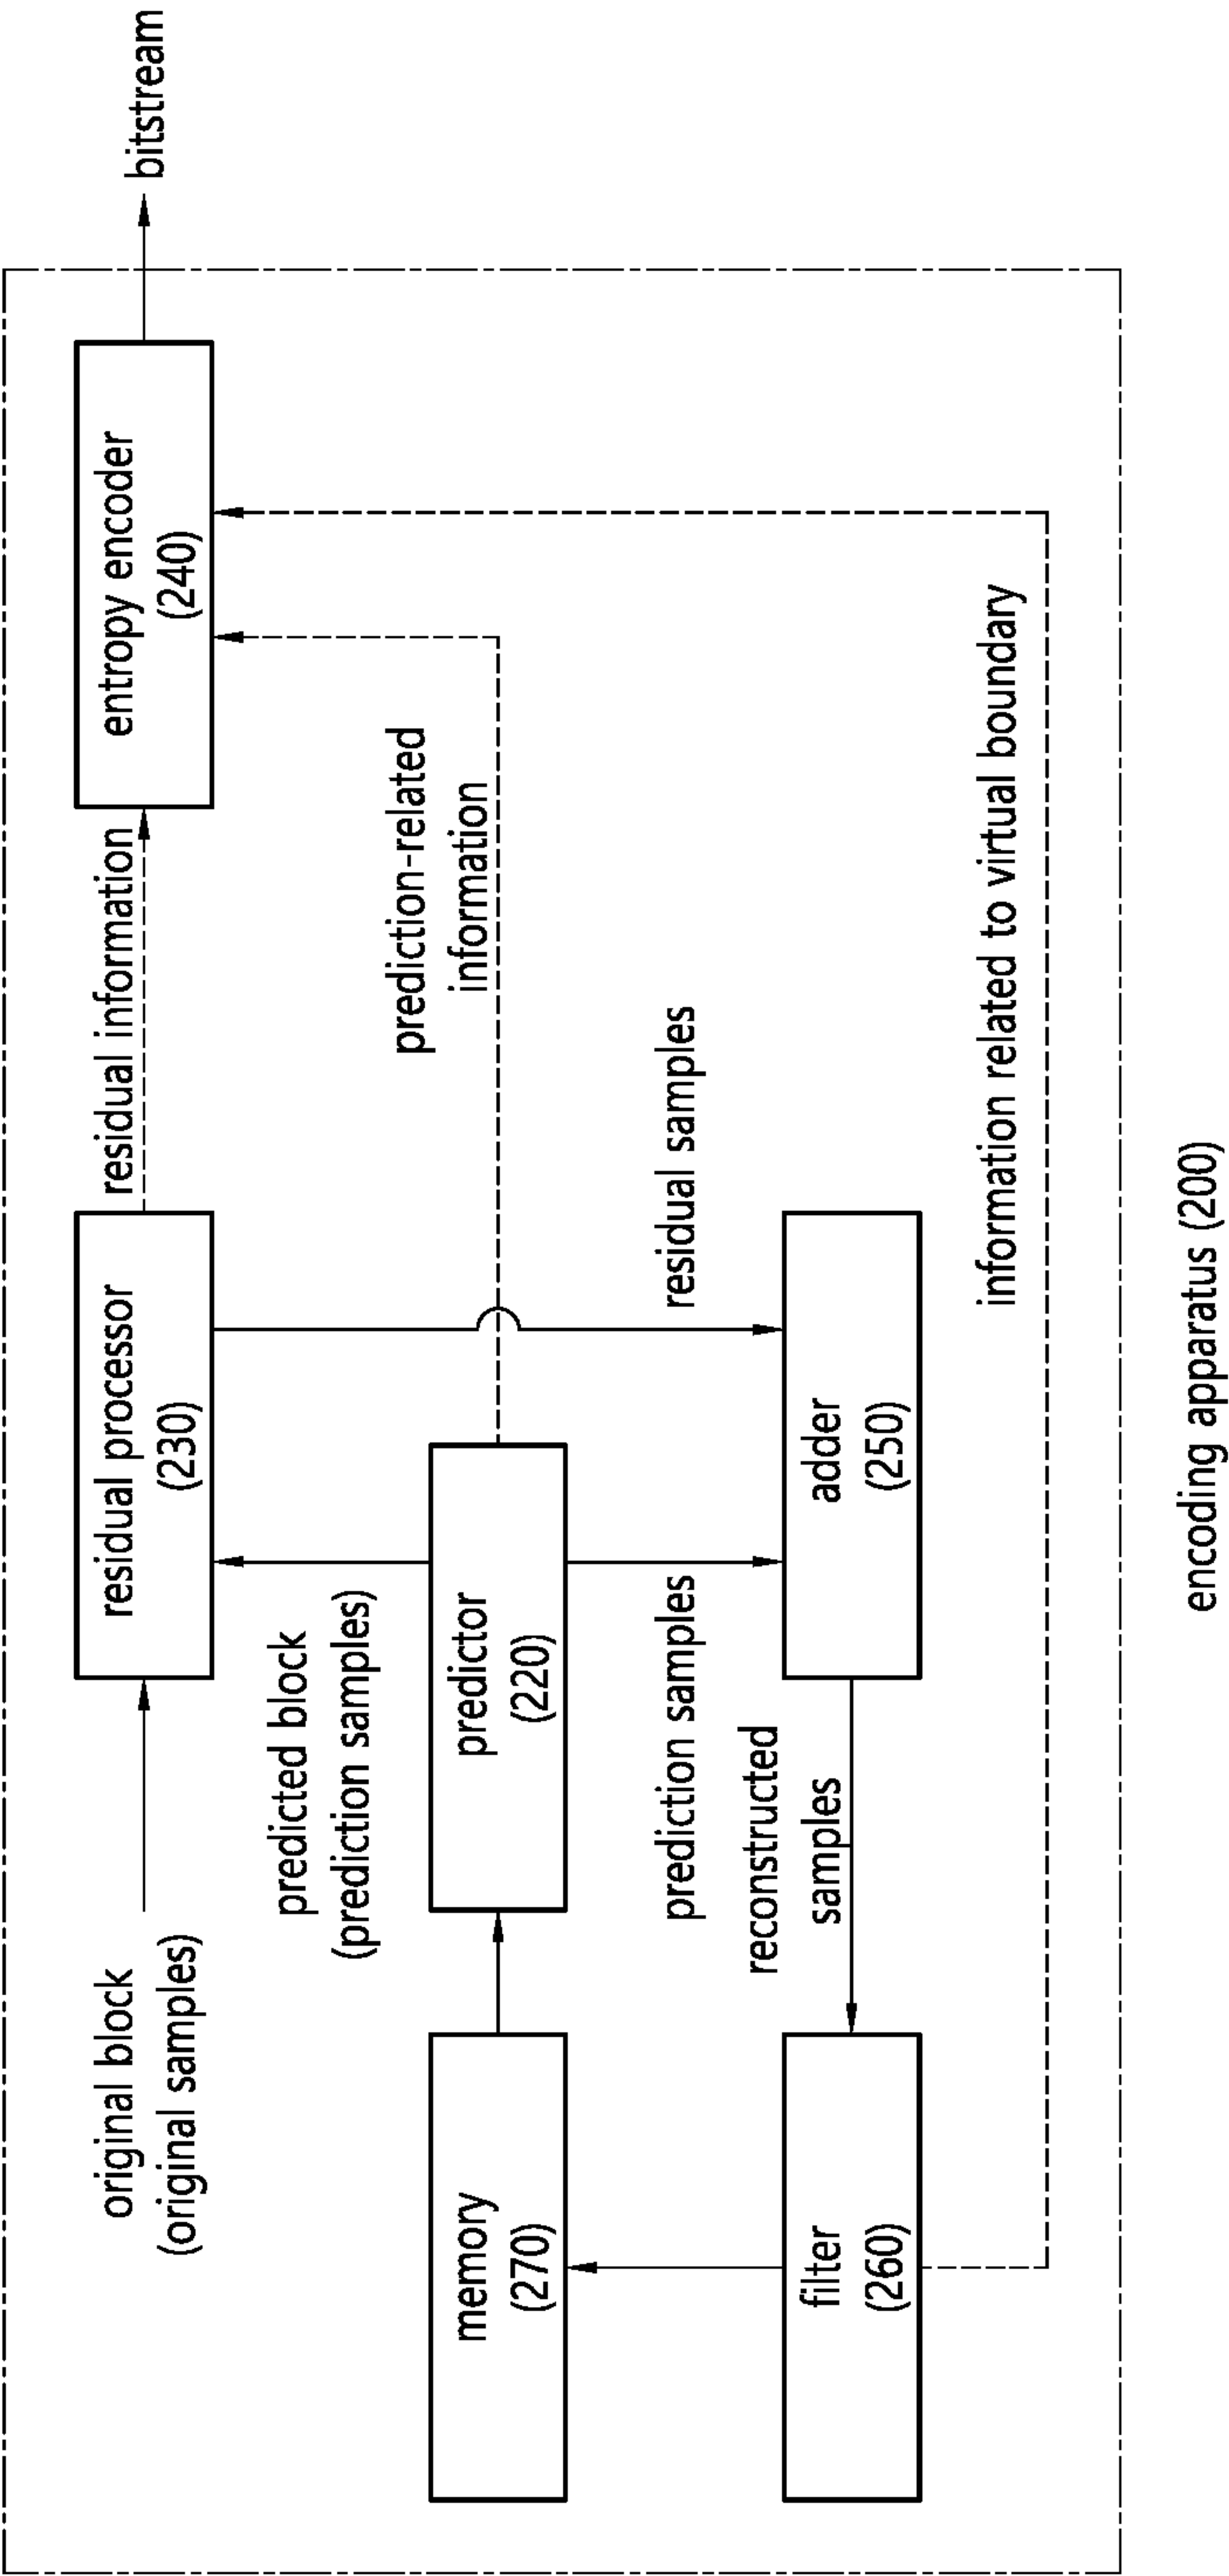 original block
(original samples)
residual processor
(230)
residual information
entropy encoder
(240)
bitstream
predicted block
(prediction samples)
prediction-related
information
memory
(270)
predictor
(220)
prediction samples
residual samples
reconstructed
samples
filter
(260)
adder
(250)
information related to virtual boundary
encoding apparatus (200)